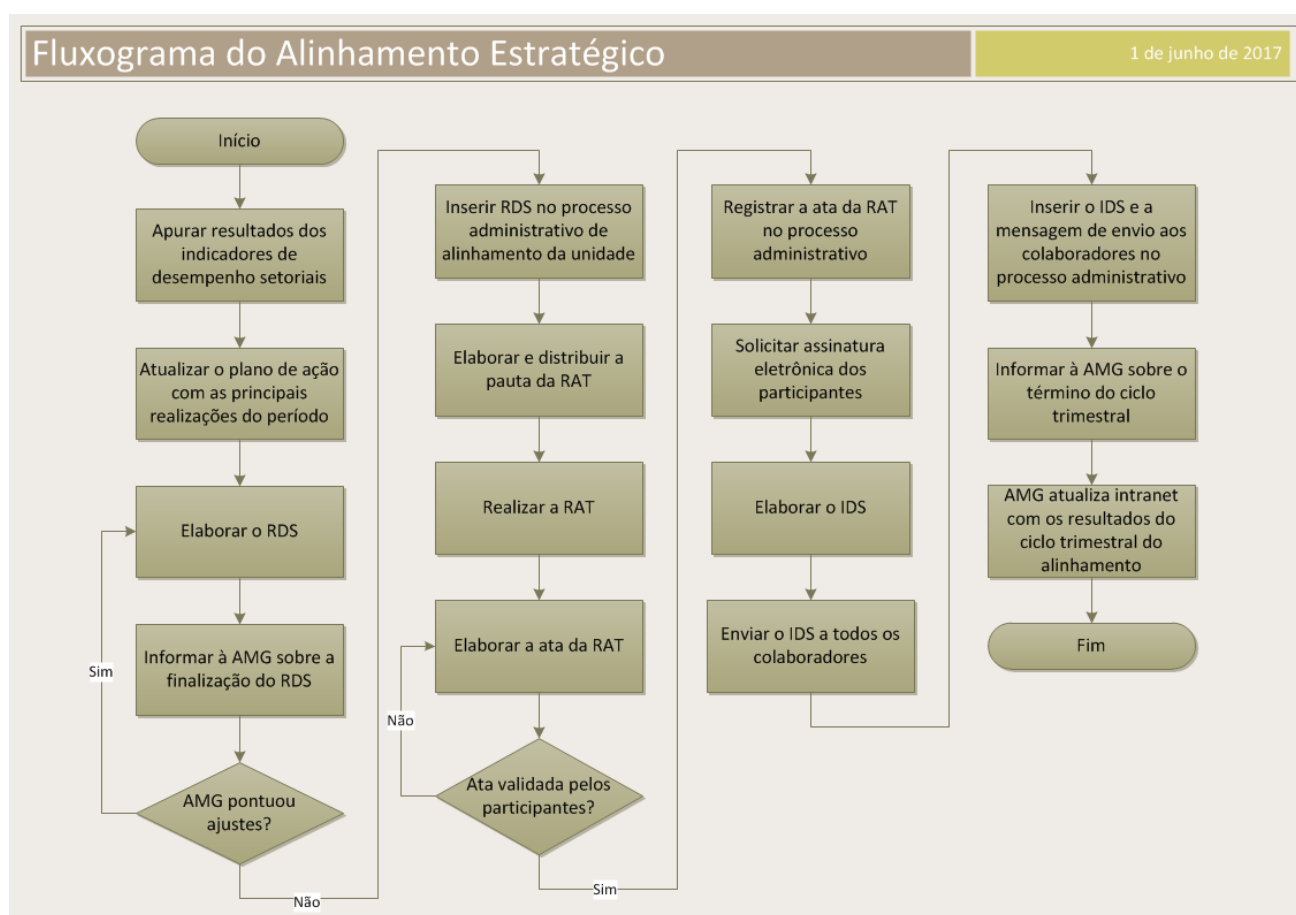 Fluxograma do Alinhamento Estratégico
1 de junho de 2017
Início
Apurar resultados dos
indicadores de
desempenho setoriais
Atualizar o plano de ação
com as principais
realizações do período
Elaborar o RDS
Informar à AMG sobre a
finalização do RDS
Sim
AMG pontuou
ajustes?
Não
Inserir RDS no processo
administrativo de
alinhamento da unidade
Elaborar e distribuir a
pauta da RAT
Realizar a RAT
Elaborar a ata da RAT
Não
Ata validada pelos
participantes?
Sim
Registrar a ata da RAT
no processo
administrativo
Solicitar assinatura
eletrônica dos
participantes
Elaborar o IDS
Enviar o IDS a todos os
colaboradores
Inserir o IDS e a
mensagem de envio aos
colaboradores no
processo administrativo
Informar à AMG sobre o
término do ciclo
trimestral
AMG atualiza intranet
com os resultados do
ciclo trimestral do
alinhamento
Fim